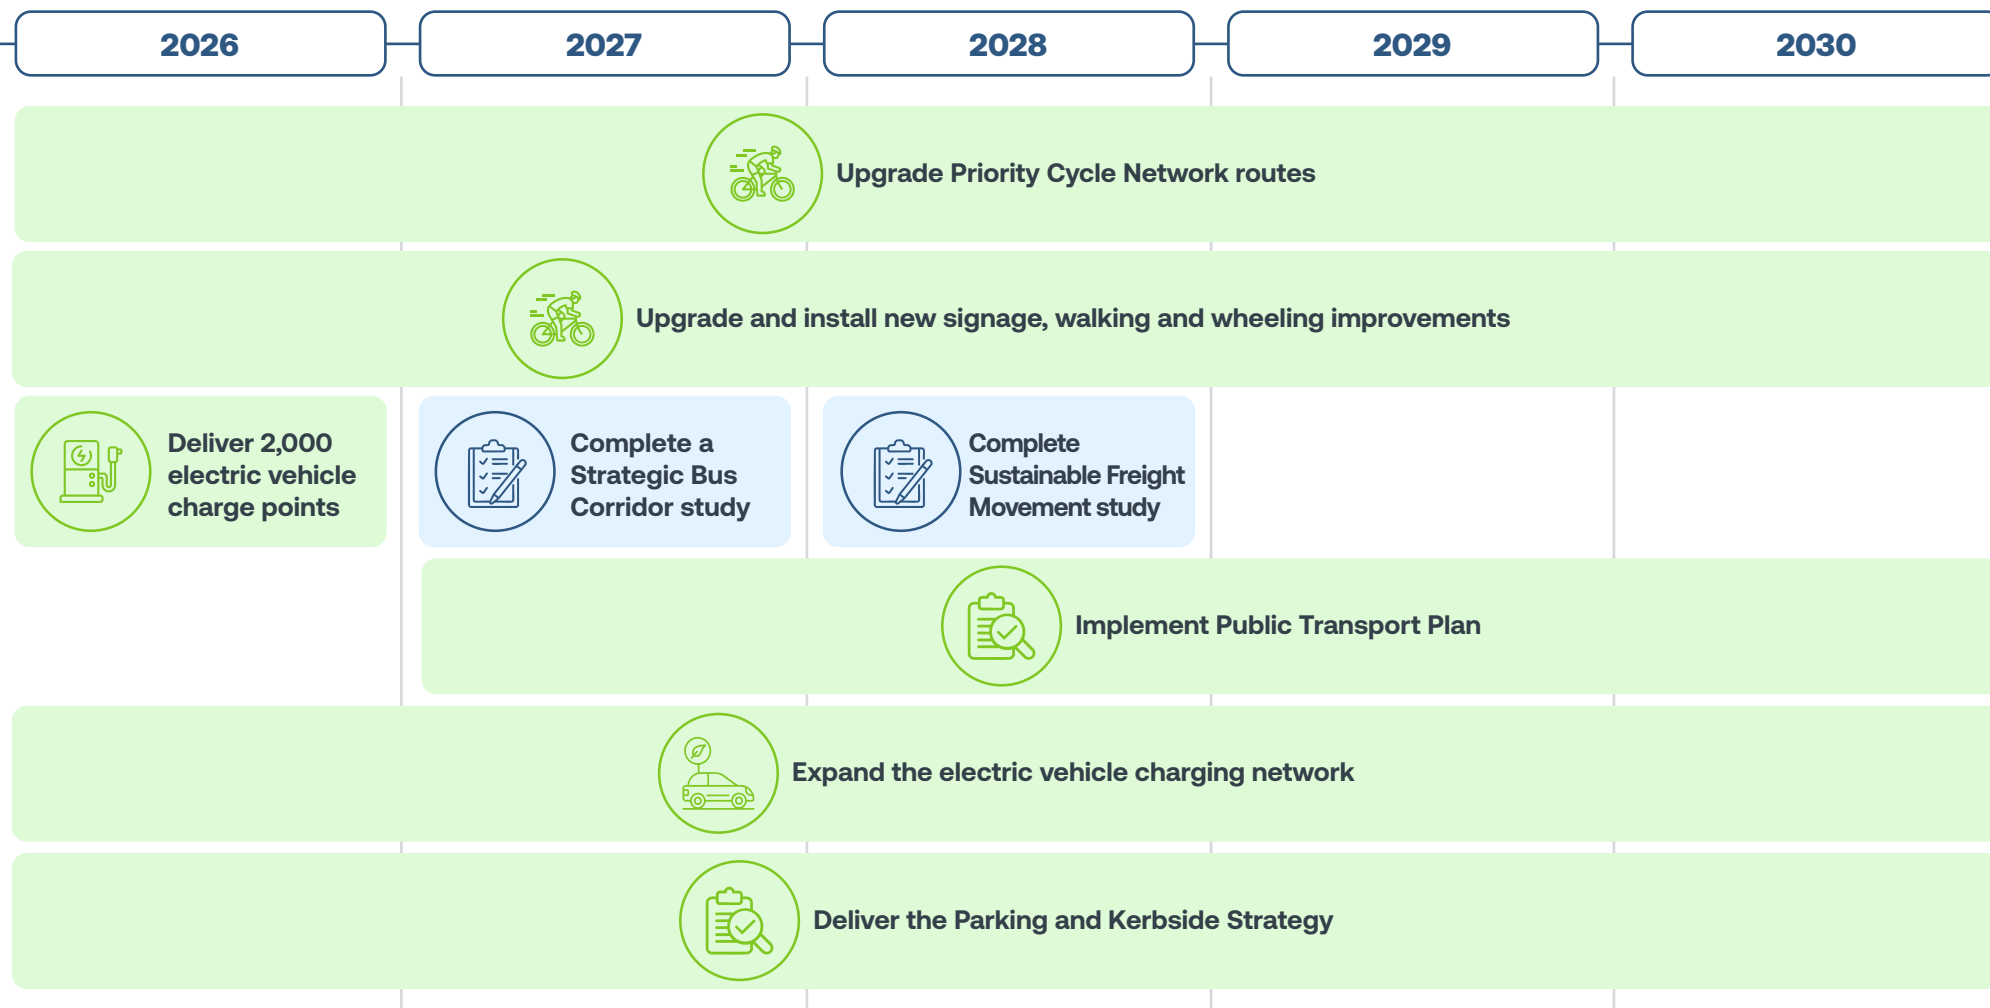 2026
2027
2028
2029
2030
Upgrade Priority Cycle Network routes
Upgrade and install new signage, walking and wheeling improvements
Deliver 2,000
electric vehicle
charge points
Complete a
Strategic Bus
Corridor study
Complete
Sustainable Freight
Movement study
Implement Public Transport Plan
Expand the electric vehicle charging network
Deliver the Parking and Kerbside Strategy